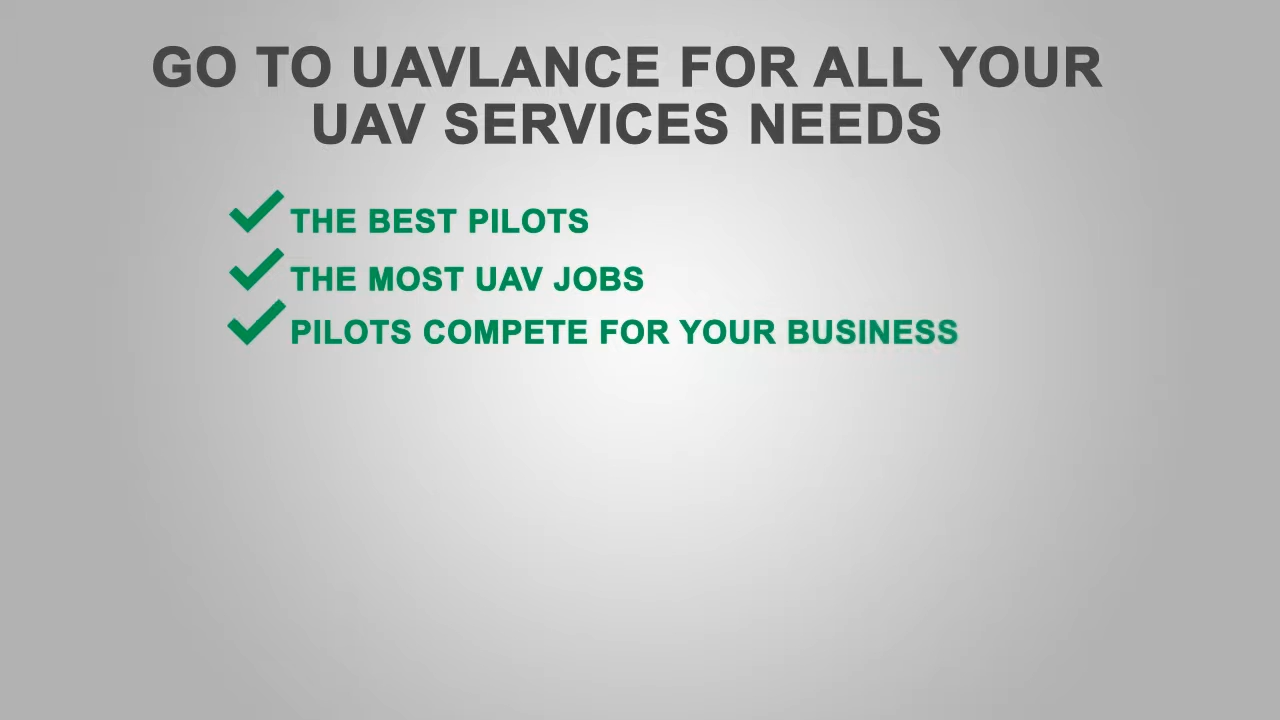 GO TO UAVLANCE FOR ALL YOUR
UAV SERVICES NEEDS
THE BEST PILOTS
THE MOST UAV JOBS
PILOTS COMPETE FOR YOUR BUSINESS